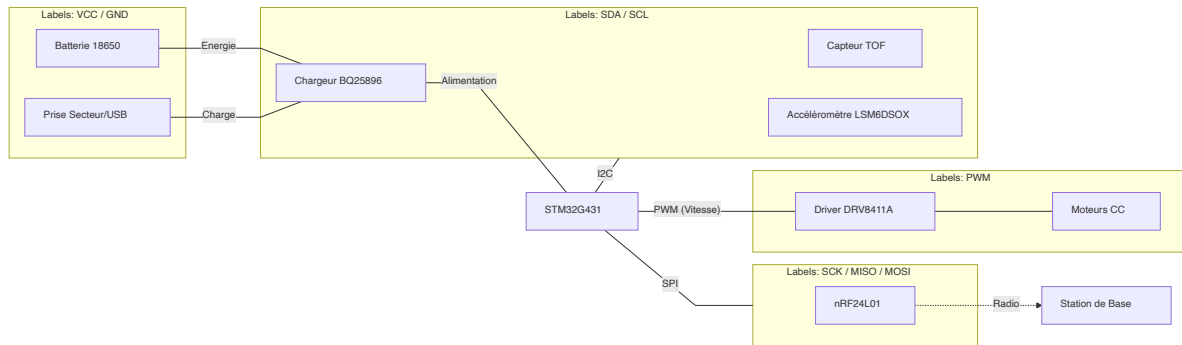 Labels: VCC / GND
Batterie 18650
Prise Secteur/USB
Energie
Charge
Labels: SDA / SCL
Chargeur BQ25896
Alimentation
Capteur TOF
Accéléromètre LSM6DSOX
I2C
STM32G431
PWM (Vitesse)
Labels: PWM
Driver DRV8411A
Moteurs CC
SPI
Labels: SCK / MISO / MOSI
nRF24L01
Radio
Station de Base